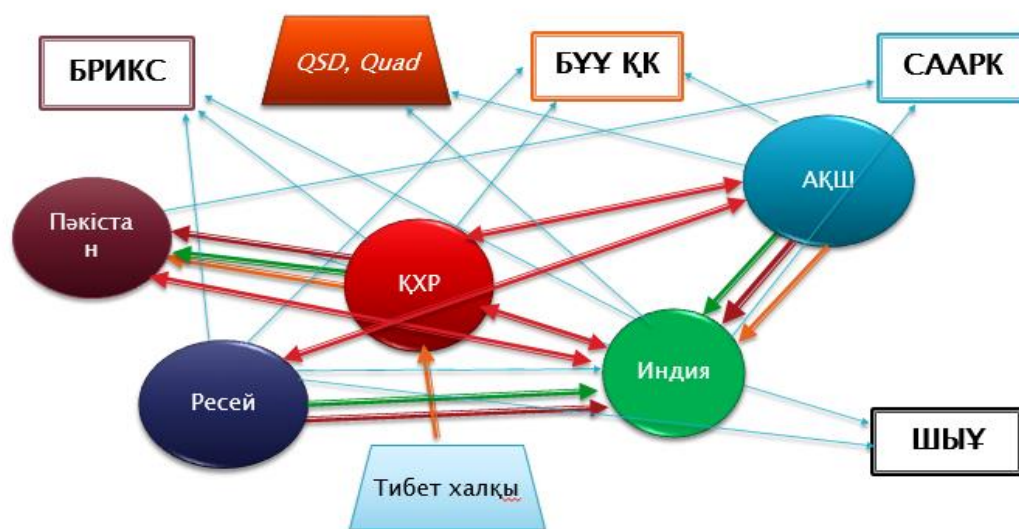 БРИКС
QSD, Quad
БҰҰ ҚК
СААРК
АҚШ
Пәкіста
н
ҚХР
Индия
Ресей
ШЫҰ
Тибет халқы